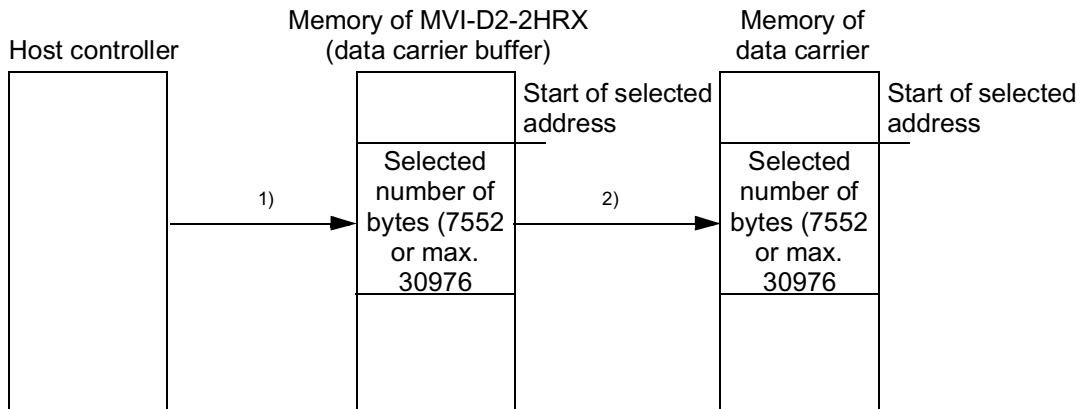 Host controller
Memory of MVI-D2-2HRX
(data carrier buffer)
Memory of
data carrier
Start of selected
address
Start of selected
address
Selected
number of
bytes (7552
or max.
30976
Selected
number of
bytes (7552
or max.
30976
1)
2)